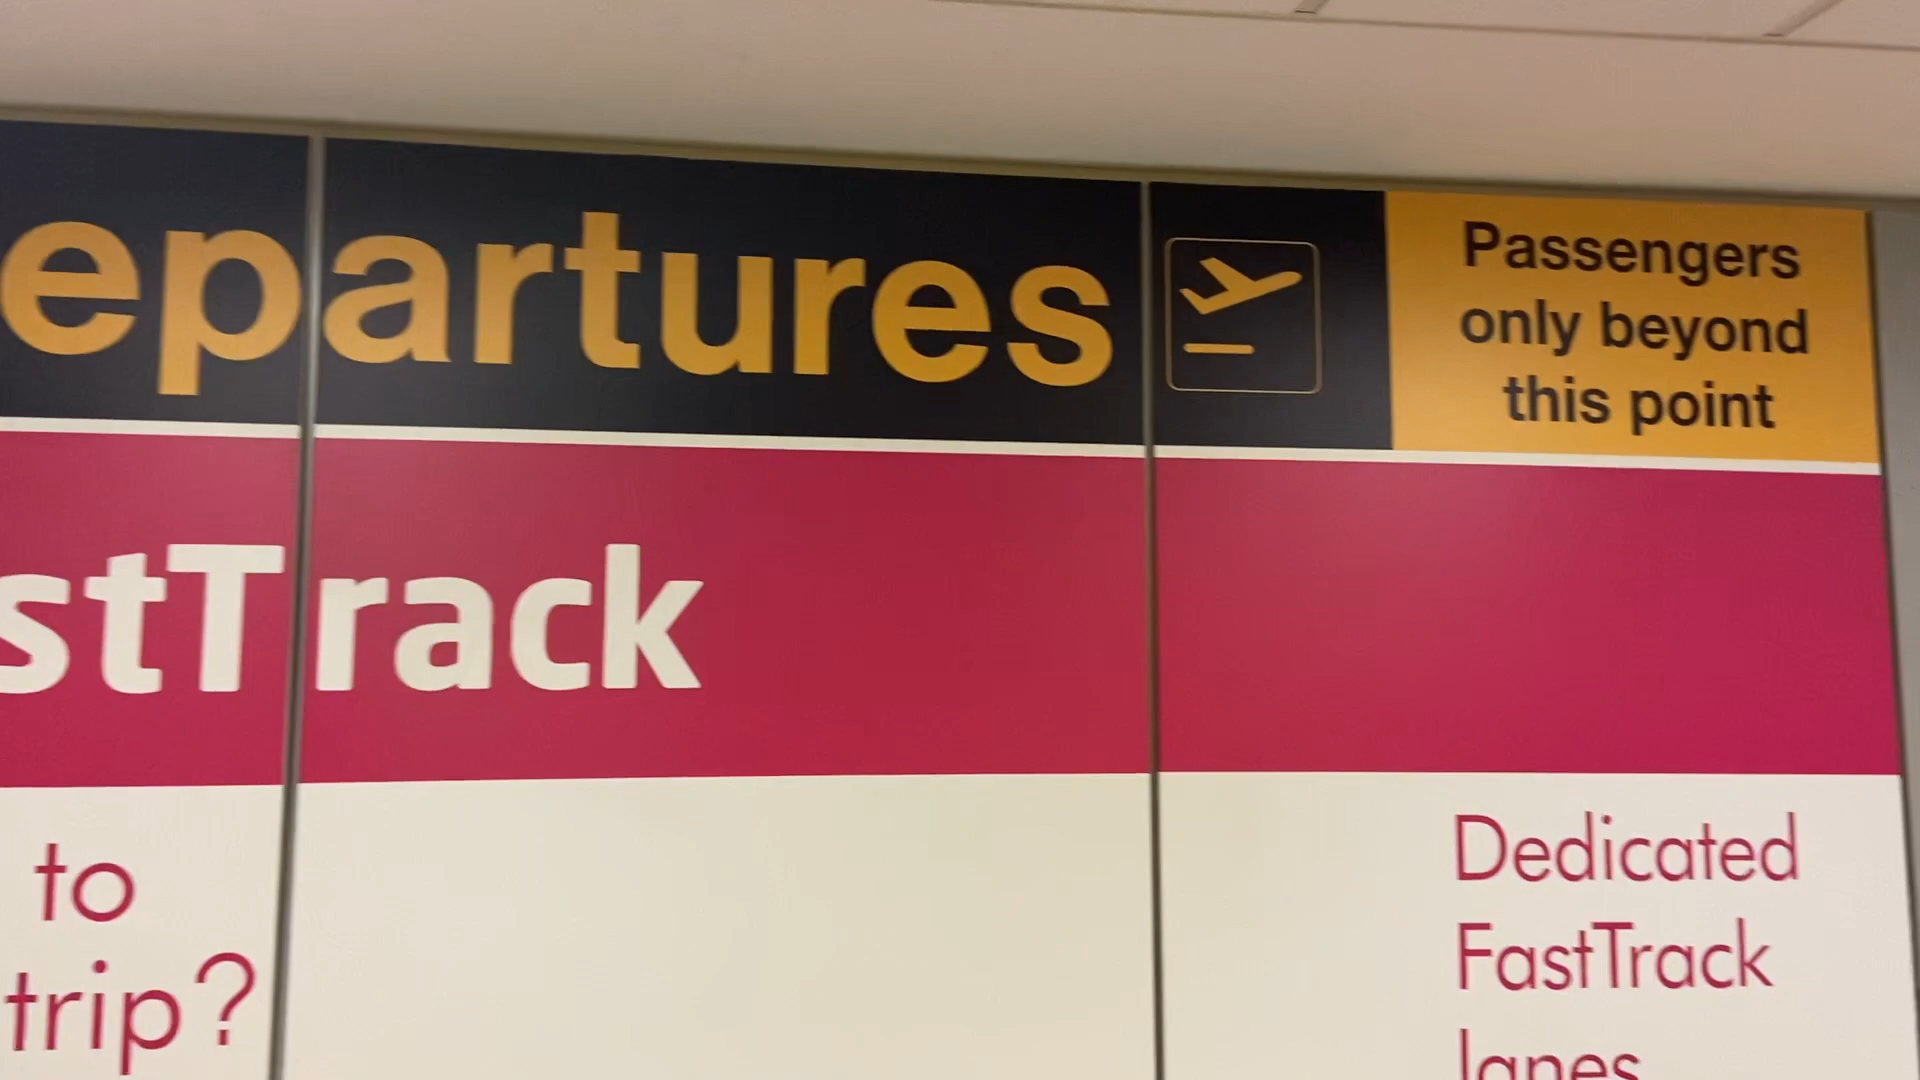 epartures
Passengers
only beyond
this point
stTrack
to
trip?
Dedicated
FastTrack
lanes